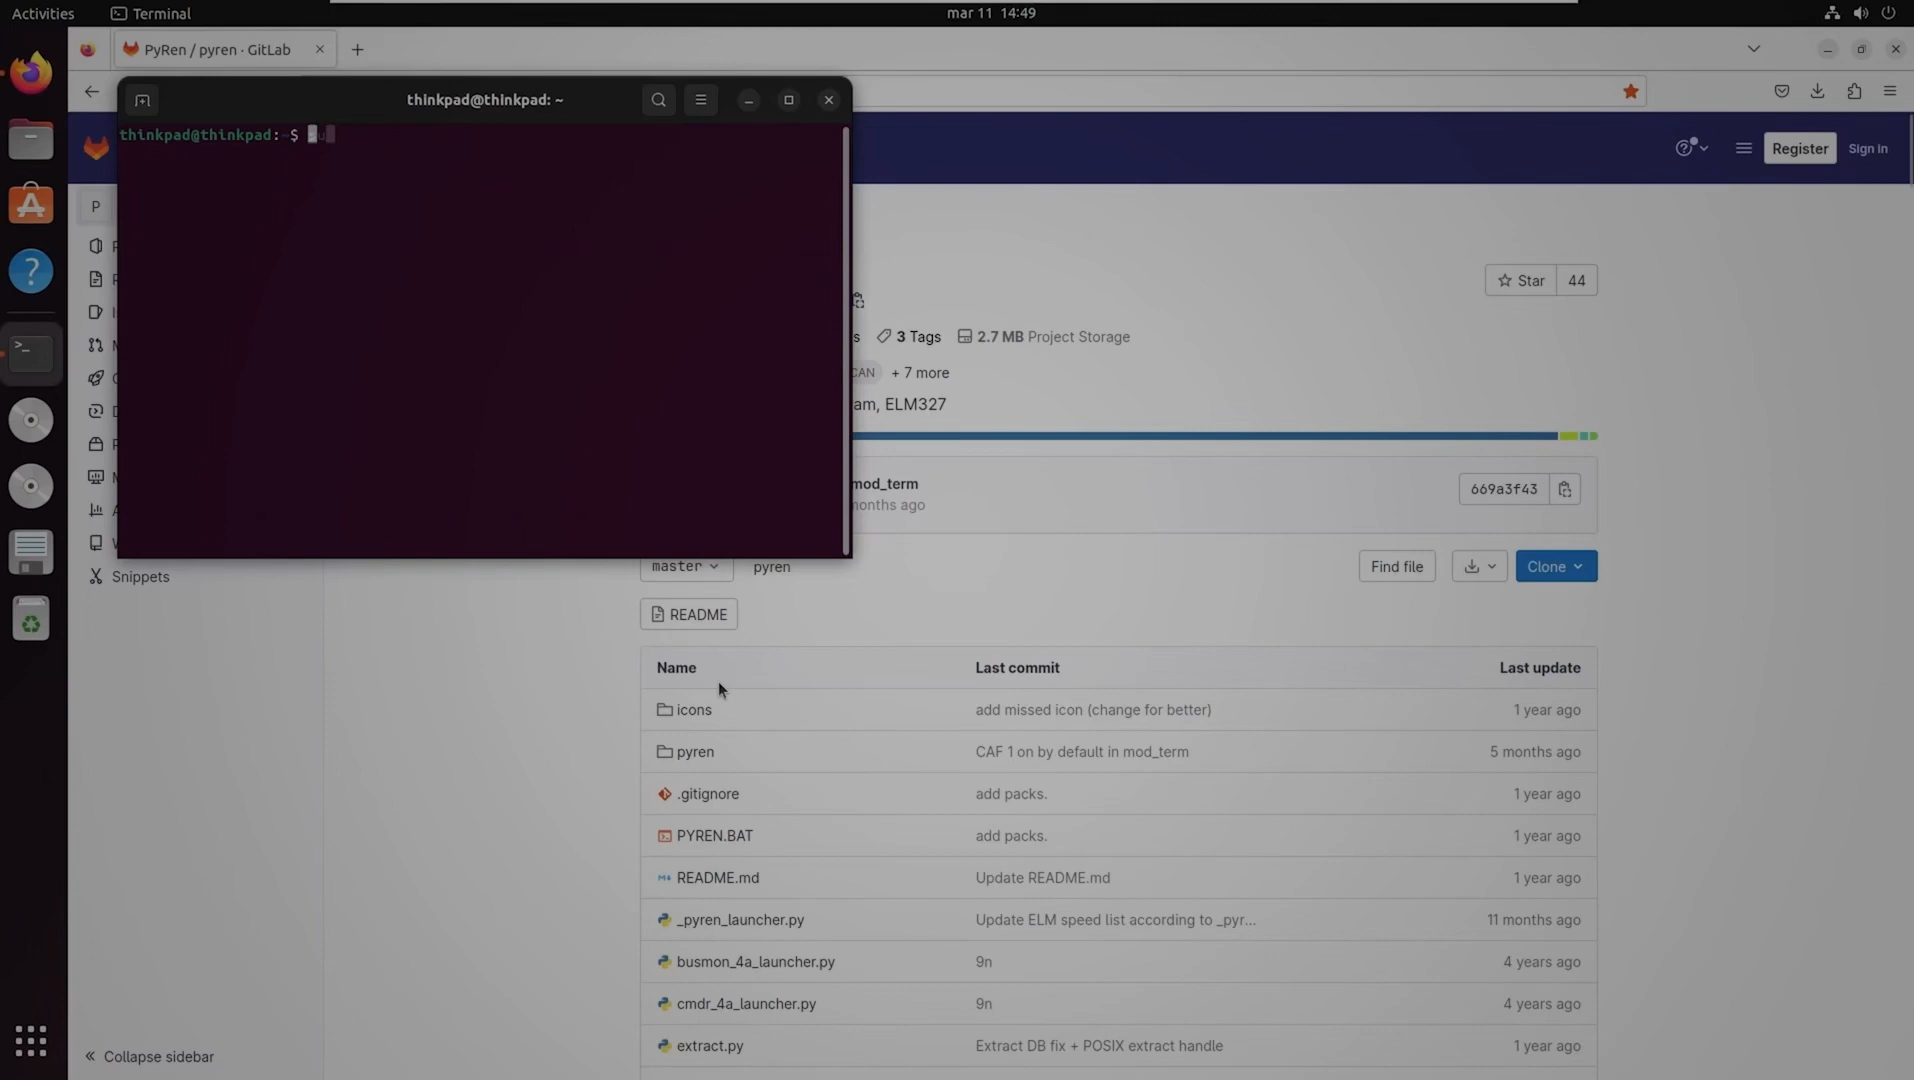 Activities
Terminal
mar 11 14:49
PyRen / pyren · GitLab
thinkpad@thinkpad: ~
thinkpad@thinkpad:~$
Register
Sign in
P
Star
44
3 Tags
2.7 MB Project Storage
CAN
+ 7 more
am, ELM327
mod_term
months ago
669a3f43
Snippets
master
pyren
Find file
Clone
README
Name
Last commit
Last update
icons
add missed icon (change for better)
1 year ago
pyren
CAF 1 on by default in mod_term
5 months ago
.gitignore
add packs.
1 year ago
PYREN.BAT
add packs.
1 year ago
README.md
Update README.md
1 year ago
_pyren_launcher.py
Update ELM speed list according to _pyr...
11 months ago
busmon_4a_launcher.py
9n
4 years ago
cmdr_4a_launcher.py
9n
4 years ago
extract.py
Extract DB fix + POSIX extract handle
1 year ago
Collapse sidebar